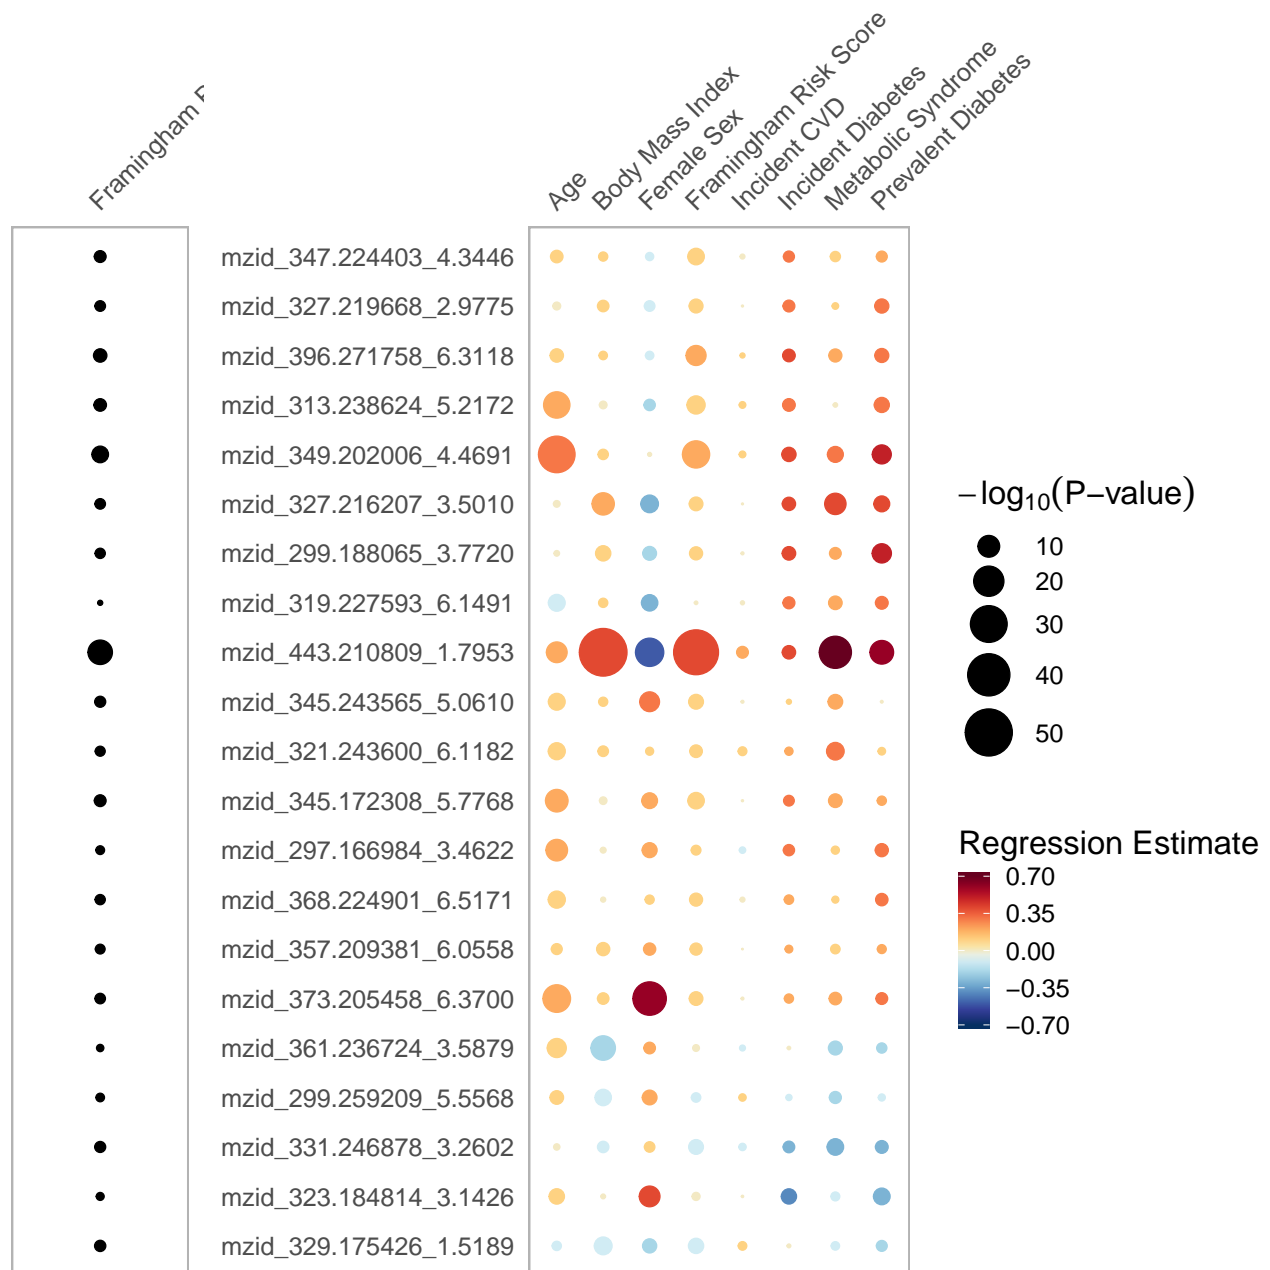 Framingham
Age
Body Mass Index
Female Sex
Framingham Risk Score
Incident CVD
Incident Diabetes
Metabolic Syndrome
Prevalent Diabetes
mzid_347.224403_4.3446
mzid_327.219668_2.9775
mzid_396.271758_6.3118
mzid_313.238624_5.2172
mzid_349.202006_4.4691
mzid_327.216207_3.5010
mzid_299.188065_3.7720
mzid_319.227593_6.1491
mzid_443.210809_1.7953
mzid_345.243565_5.0610
mzid_321.243600_6.1182
mzid_345.172308_5.7768
mzid_297.166984_3.4622
mzid_368.224901_6.5171
mzid_357.209381_6.0558
mzid_373.205458_6.3700
mzid_361.236724_3.5879
mzid_299.259209_5.5568
mzid_331.246878_3.2602
mzid_323.184814_3.1426
mzid_329.175426_1.5189
−log₁₀(P−value)
10
20
30
40
50
Regression Estimate
0.70
0.35
0.00
−0.35
−0.70